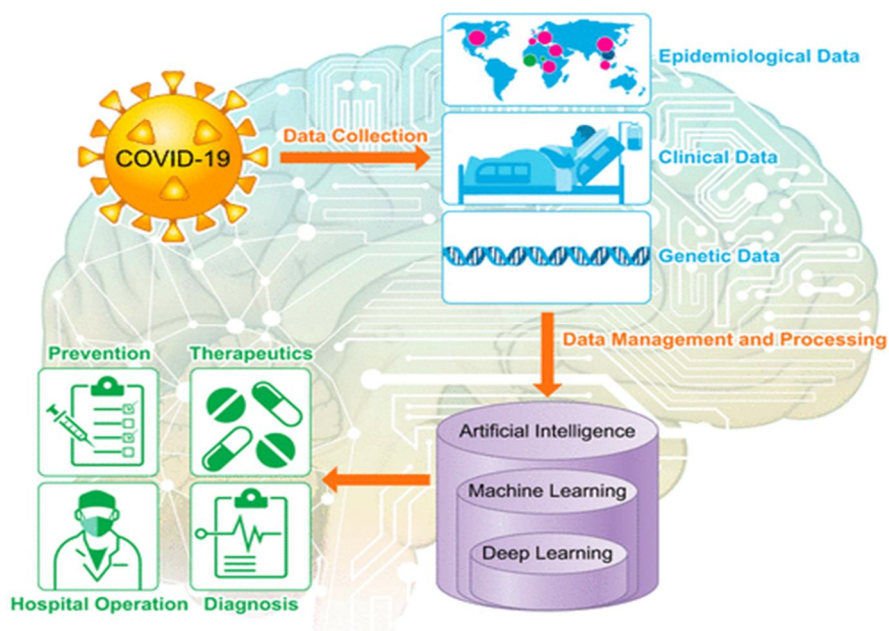 COVID-19
Data Collection
Epidemiological Data
Clinical Data
Genetic Data
Data Management and Processing
Artificial Intelligence
Machine Learning
Deep Learning
Prevention
Therapeutics
Hospital Operation
Diagnosis